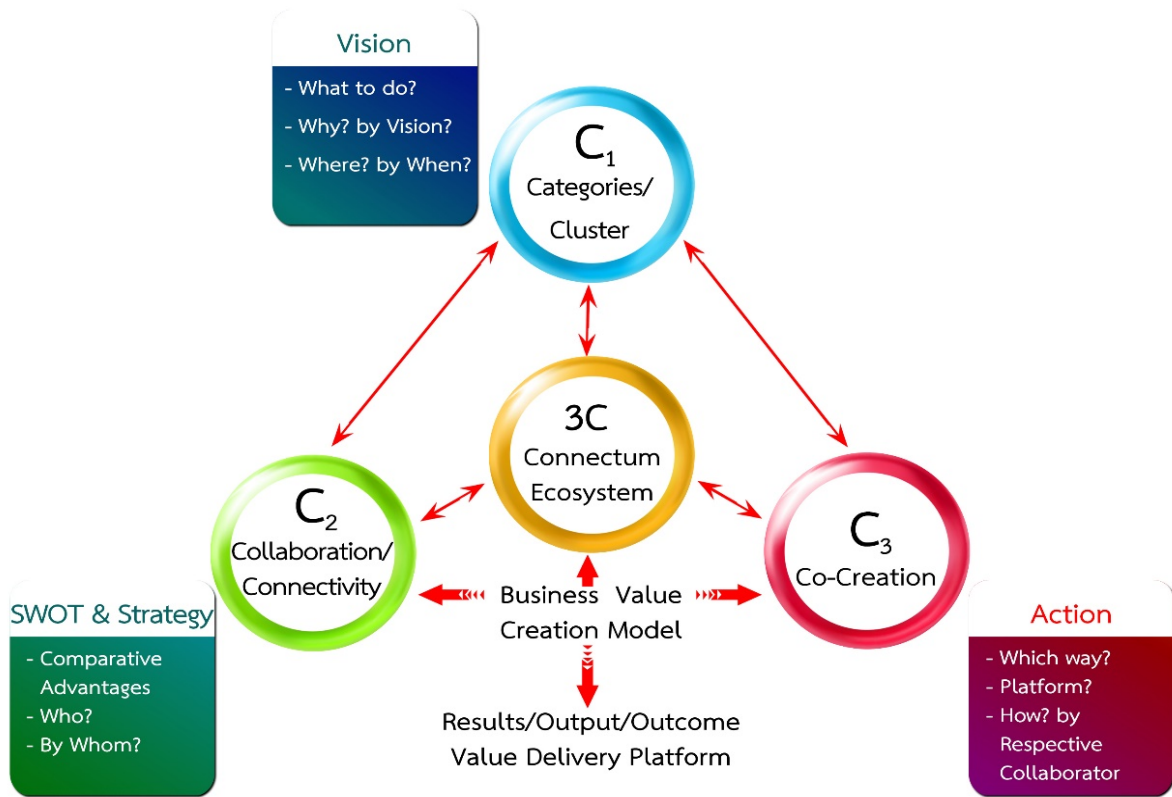 Vision
- What to do?
- Why? by Vision?
- Where? by When?
C1
Categories/
Cluster
3C
Connectum
Ecosystem
C2
Collaboration/
Connectivity
C3
Co-Creation
Business Value
Creation Model
Results/Output/Outcome
Value Delivery Platform
SWOT & Strategy
- Comparative
Advantages
- Who?
- By Whom?
Action
- Which way?
- Platform?
- How? by
Respective
Collaborator